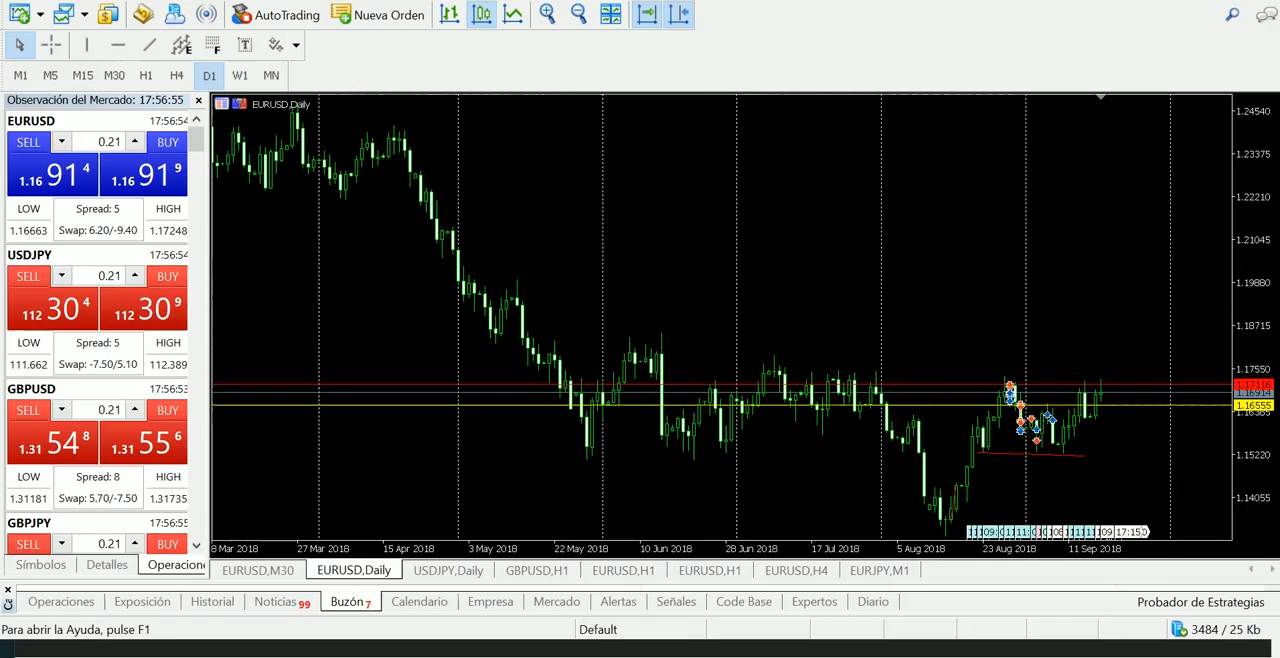 AutoTrading Nueva Orden
E F T
M1 M5 M15 M30 H1 H4 D1 W1 MN
Observación del Mercado: 17:56:55
EURUSD 17:56:54
SELL 0.21 BUY
1.16 91 4 1.16 91 9
LOW Spread: 5 HIGH
1.16663 Swap: 6.20/-9.40 1.17248
USDJPY 17:56:54
SELL 0.21 BUY
112 30 4 112 30 9
LOW Spread: 5 HIGH
111.662 Swap: -7.50/5.10 112.389
GBPUSD 17:56:53
SELL 0.21 BUY
1.31 54 8 1.31 55 6
LOW Spread: 8 HIGH
1.31181 Swap: 5.70/-7.50 1.31735
GBPJPY 17:56:55
SELL 0.21 BUY
Símbolos Detalles Operacione
EURUSD,Daily
1.24540
1.23375
1.22210
1.21045
1.19880
1.18715
1.17550
1.17116
1.16914
1.16555
1.15220
1.14055
17:15
8 Mar 2018 27 Mar 2018 15 Apr 2018 3 May 2018 22 May 2018 10 Jun 2018 28 Jun 2018 17 Jul 2018 5 Aug 2018 23 Aug 2018 11 Sep 2018
EURUSD,M30 EURUSD,Daily USDJPY,Daily GBPUSD,H1 EURUSD,H1 EURUSD,H1 EURUSD,H4 EURJPY,M1
Operaciones Exposición Historial Noticias 99 Buzón 7 Calendario Empresa Mercado Alertas Señales Code Base Expertos Diario Probador de Estrategias
Para abrir la Ayuda, pulse F1 Default 3484 / 25 Kb